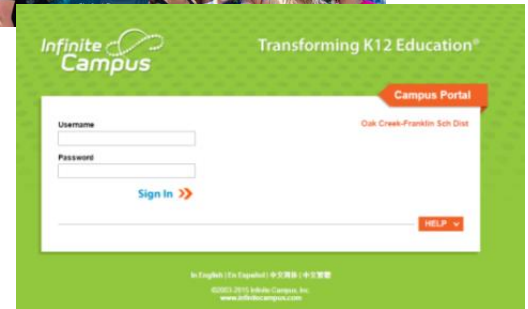 Infinite Campus
Transforming K12 Education®
Campus Portal
Oak Creek-Franklin Sch Dist
Username
Password
Sign In
HELP
In English | En Español | 中文简体 | 中文繁體
©2003-2015 Infinite Campus, Inc.
www.infinitecampus.com